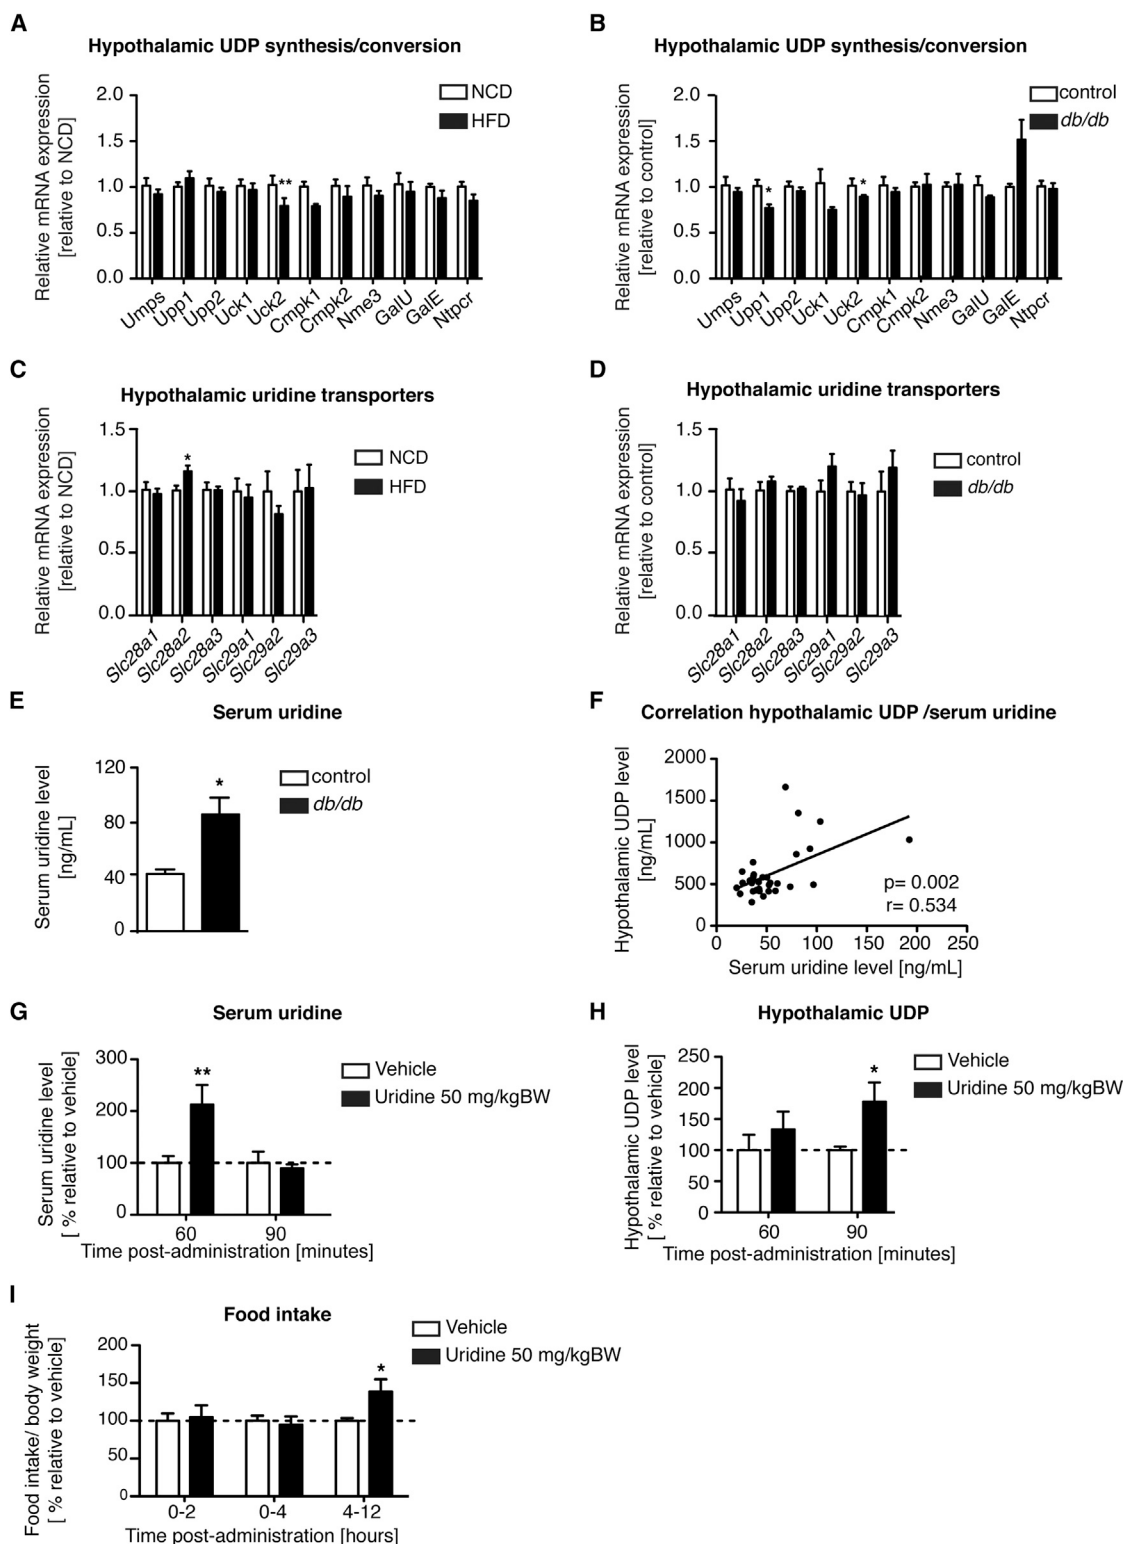 A
Hypothalamic UDP synthesis/conversion
Relative mRNA expression
[relative to NCD]
2.0
1.5
1.0
0.5
0.0
NCD
HFD
**
Umps
Upp1
Upp2
Uck1
Uck2
Cmpk1
Cmpk2
Nme3
GalU
GalE
Ntpcr
B
Hypothalamic UDP synthesis/conversion
Relative mRNA expression
[relative to control]
2.0
1.5
1.0
0.5
0.0
control
db/db
*
*
Umps
Upp1
Upp2
Uck1
Uck2
Cmpk1
Cmpk2
Nme3
GalU
GalE
Ntpcr
C
Hypothalamic uridine transporters
Relative mRNA expression
[relative to NCD]
1.5
1.0
0.5
0.0
NCD
HFD
*
Slc28a1
Slc28a2
Slc28a3
Slc29a1
Slc29a2
Slc29a3
D
Hypothalamic uridine transporters
Relative mRNA expression
[relative to control]
1.5
1.0
0.5
0.0
control
db/db
Slc28a1
Slc28a2
Slc28a3
Slc29a1
Slc29a2
Slc29a3
E
Serum uridine
Serum uridine level
[ng/mL]
120
80
40
0
control
db/db
*
F
Correlation hypothalamic UDP /serum uridine
Hypothalamic UDP level
[ng/mL]
2000
1500
1000
500
0
p= 0.002
r= 0.534
0 50 100 150 200 250
Serum uridine level [ng/mL]
G
Serum uridine
Serum uridine level
[ % relative to vehicle]
300
200
100
0
Vehicle
Uridine 50 mg/kgBW
**
60 90
Time post-administration [minutes]
H
Hypothalamic UDP
Hypothalamic UDP level
[ % relative to vehicle]
250
200
150
100
50
0
Vehicle
Uridine 50 mg/kgBW
*
60 90
Time post-administration [minutes]
I
Food intake
Food intake/ body weight
[ % relative to vehicle]
200
150
100
50
0
Vehicle
Uridine 50 mg/kgBW
*
0-2 0-4 4-12
Time post-administration [hours]